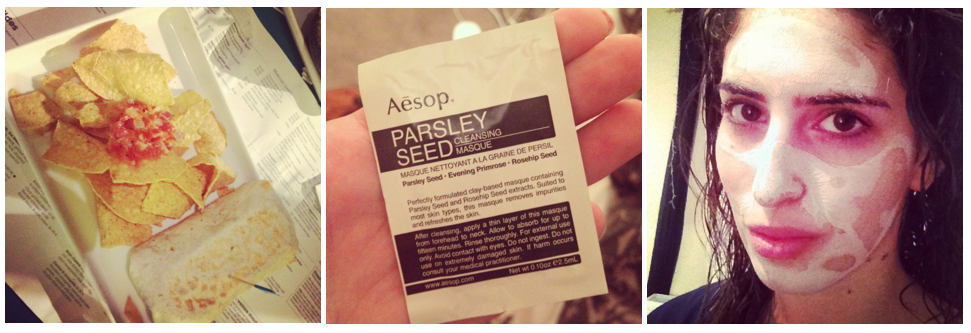 Aēsop.
PARSLEY
SEED CLEANSING
MASQUE
MASQUE NETTOYANT A LA GRAINE DE PERSIL
Parsley Seed • Evening Primrose • Rosehip Seed
Perfectly formulated clay-based masque containing
Parsley Seed and Rosehip Seed extracts. Suited to
most skin types, this masque removes impurities
and refreshes the skin.
After cleansing, apply a thin layer of this masque
from forehead to neck. Allow to absorb for up to
fifteen minutes. Rinse thoroughly. For external use
only. Avoid contact with eyes. Do not ingest. Do not
use on extremely damaged skin. If harm occurs
consult your medical practitioner.
www.aesop.com Net wt 0.10oz ℮ 2.5mL